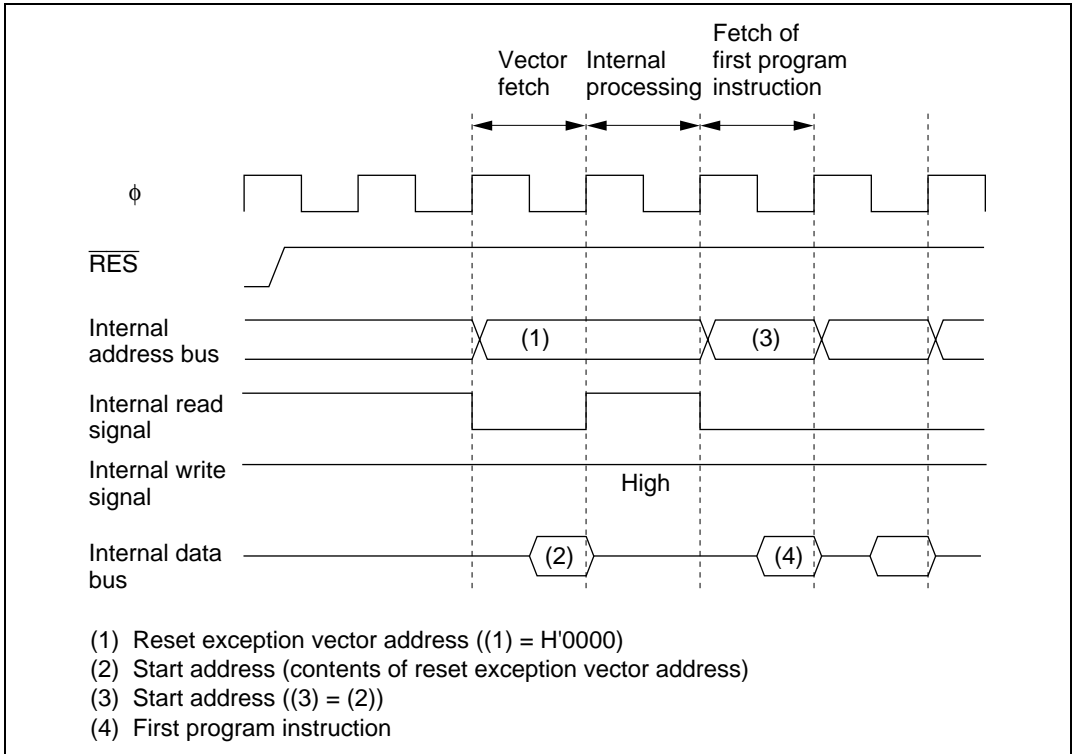 Vector
fetch
Internal
processing
Fetch of
first program
instruction
ϕ
RES
Internal
address bus
(1)
(3)
Internal read
signal
Internal write
signal
High
Internal data
bus
(2)
(4)
(1) Reset exception vector address ((1) = H'0000)
(2) Start address (contents of reset exception vector address)
(3) Start address ((3) = (2))
(4) First program instruction